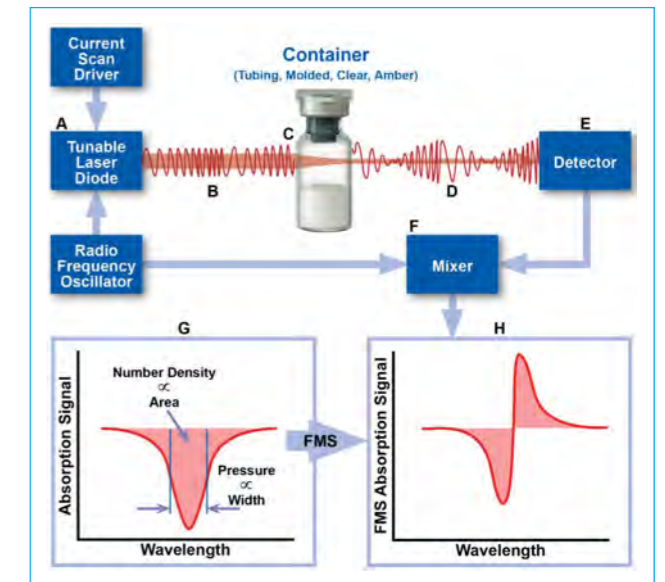 Current
Scan
Driver
Container
(Tubing, Molded, Clear, Amber)
A
C
E
Tunable
Laser
Diode
Detector
B
D
F
Radio
Frequency
Oscillator
Mixer
G
H
Absorption Signal
Number Density
∝
Area
Pressure
∝
Width
Wavelength
FMS
FMS Absorption Signal
Wavelength